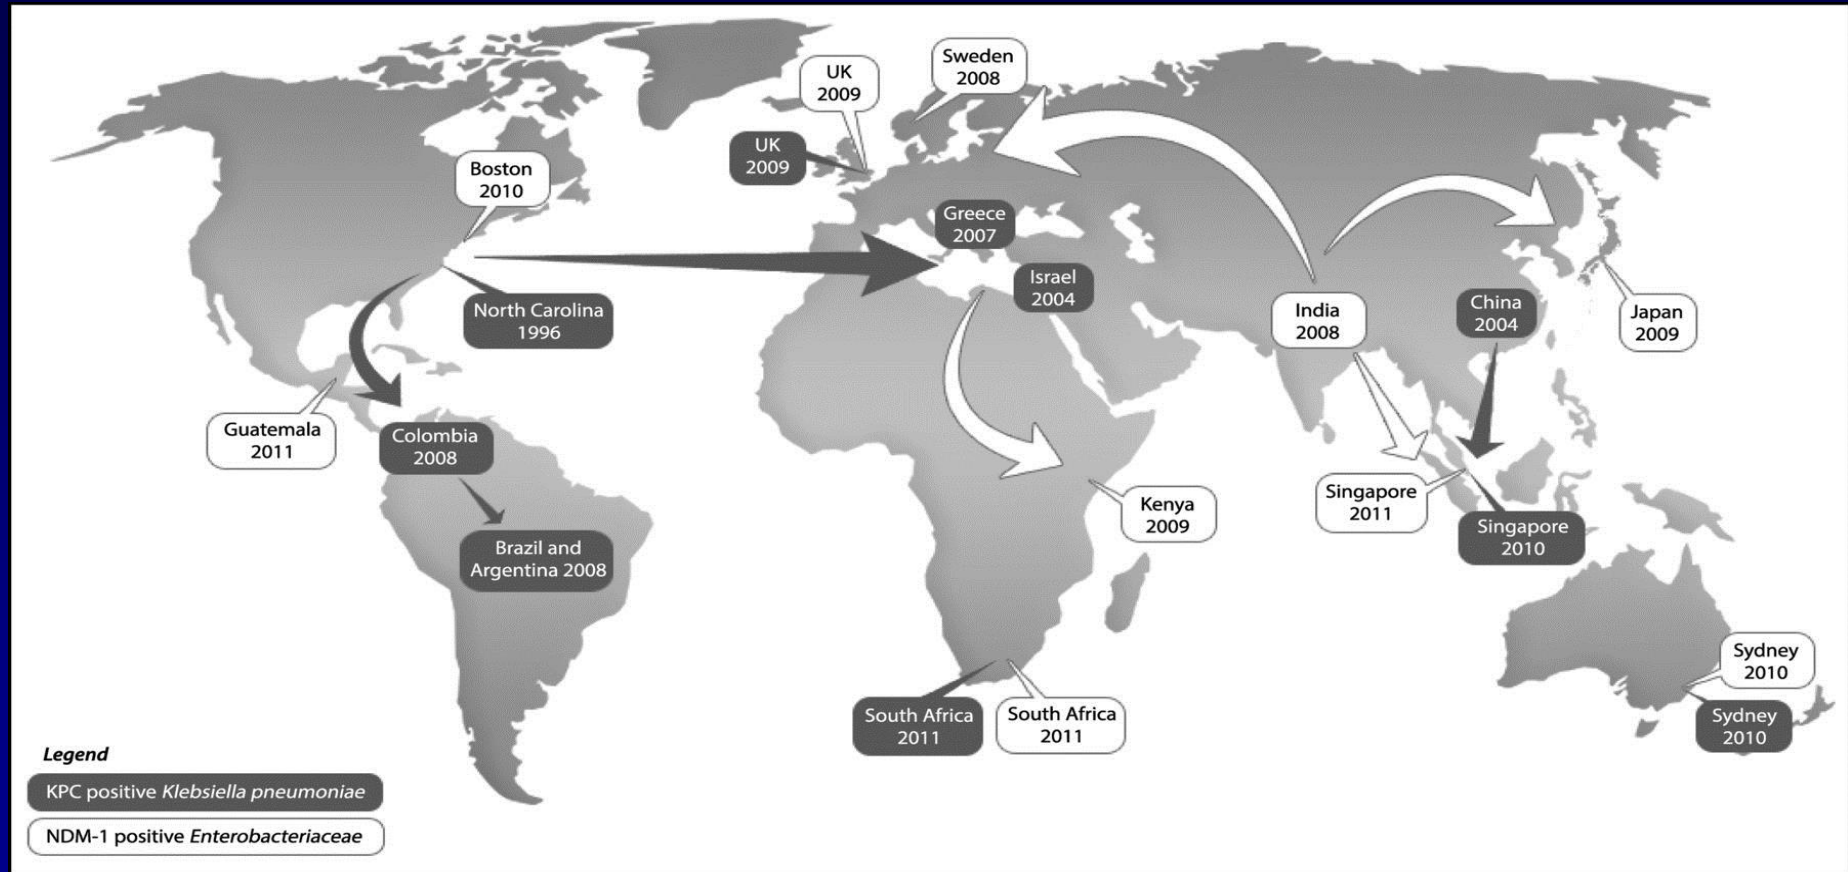 Sweden
2008
UK
2009
UK
2009
Boston
2010
Greece
2007
Israel
2004
North Carolina
1996
India
2008
China
2004
Japan
2009
Guatemala
2011
Colombia
2008
Singapore
2011
Kenya
2009
Singapore
2010
Brazil and
Argentina 2008
Sydney
2010
South Africa
2011
South Africa
2011
Sydney
2010
Legend
KPC positive Klebsiella pneumoniae
NDM-1 positive Enterobacteriaceae